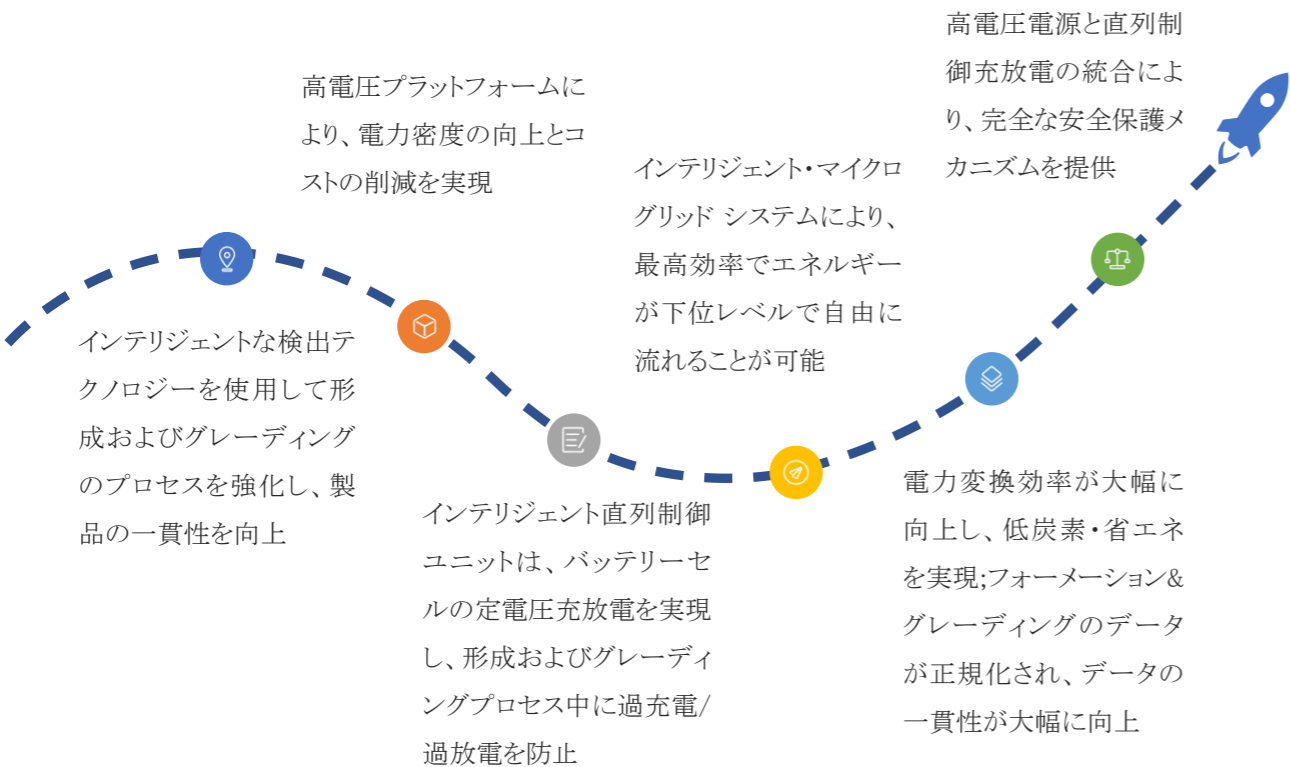 インテリジェントな検出テ
クノロジーを使用して形
成およびグレーディング
のプロセスを強化し、製
品の一貫性を向上
高電圧プラットフォームに
より、電力密度の向上とコ
ストの削減を実現
インテリジェント直列制御
ユニットは、バッテリーセ
ルの定電圧充放電を実現
し、形成およびグレーディ
ングプロセス中に過充電/
過放電を防止
インテリジェント・マイクロ
グリッド システムにより、
最高効率でエネルギー
が下位レベルで自由に
流れることが可能
電力変換効率が大幅に
向上し、低炭素・省エネ
を実現;フォーメーション&
グレーディングのデータ
が正規化され、データの
一貫性が大幅に向上
高電圧電源と直列制
御充放電の統合によ
り、完全な安全保護メ
カニズムを提供